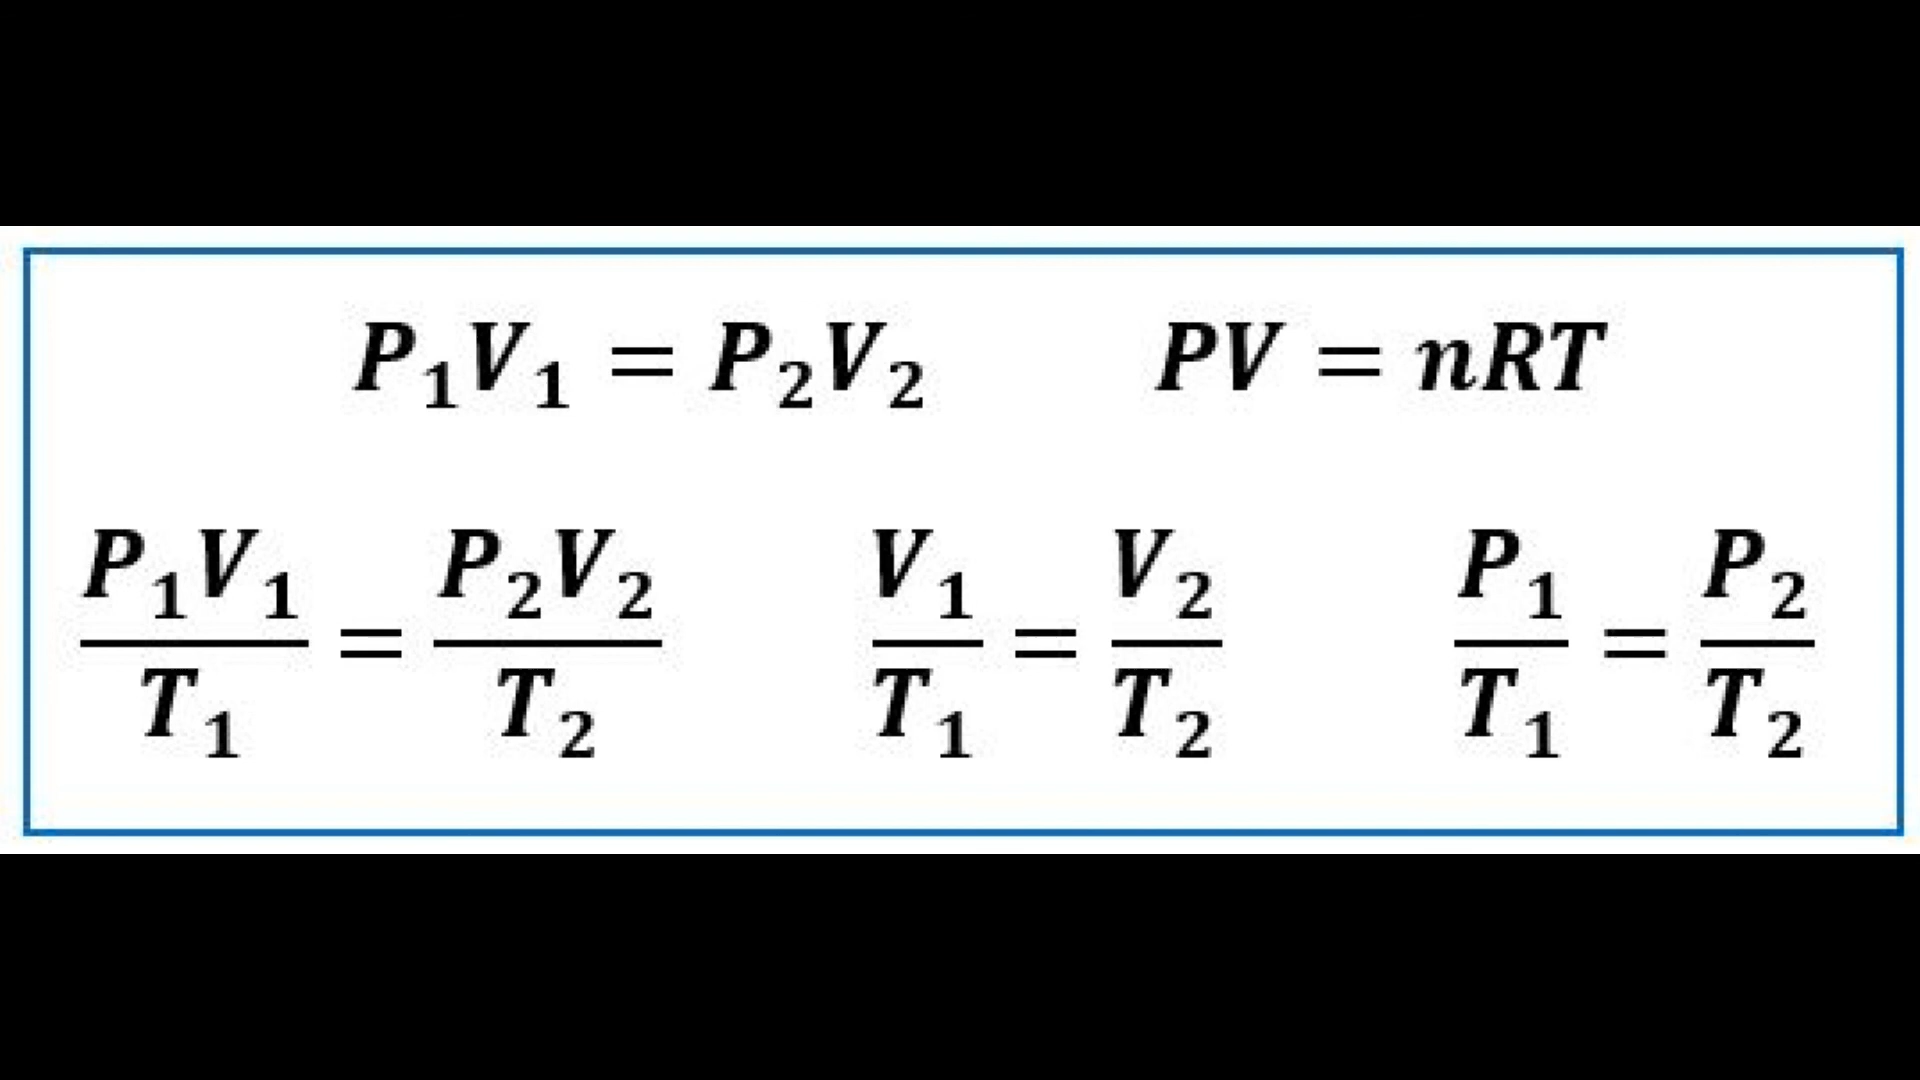 P₁V₁ = P₂V₂ PV = nRT
P₁V₁/T₁ = P₂V₂/T₂ V₁/T₁ = V₂/T₂ P₁/T₁ = P₂/T₂